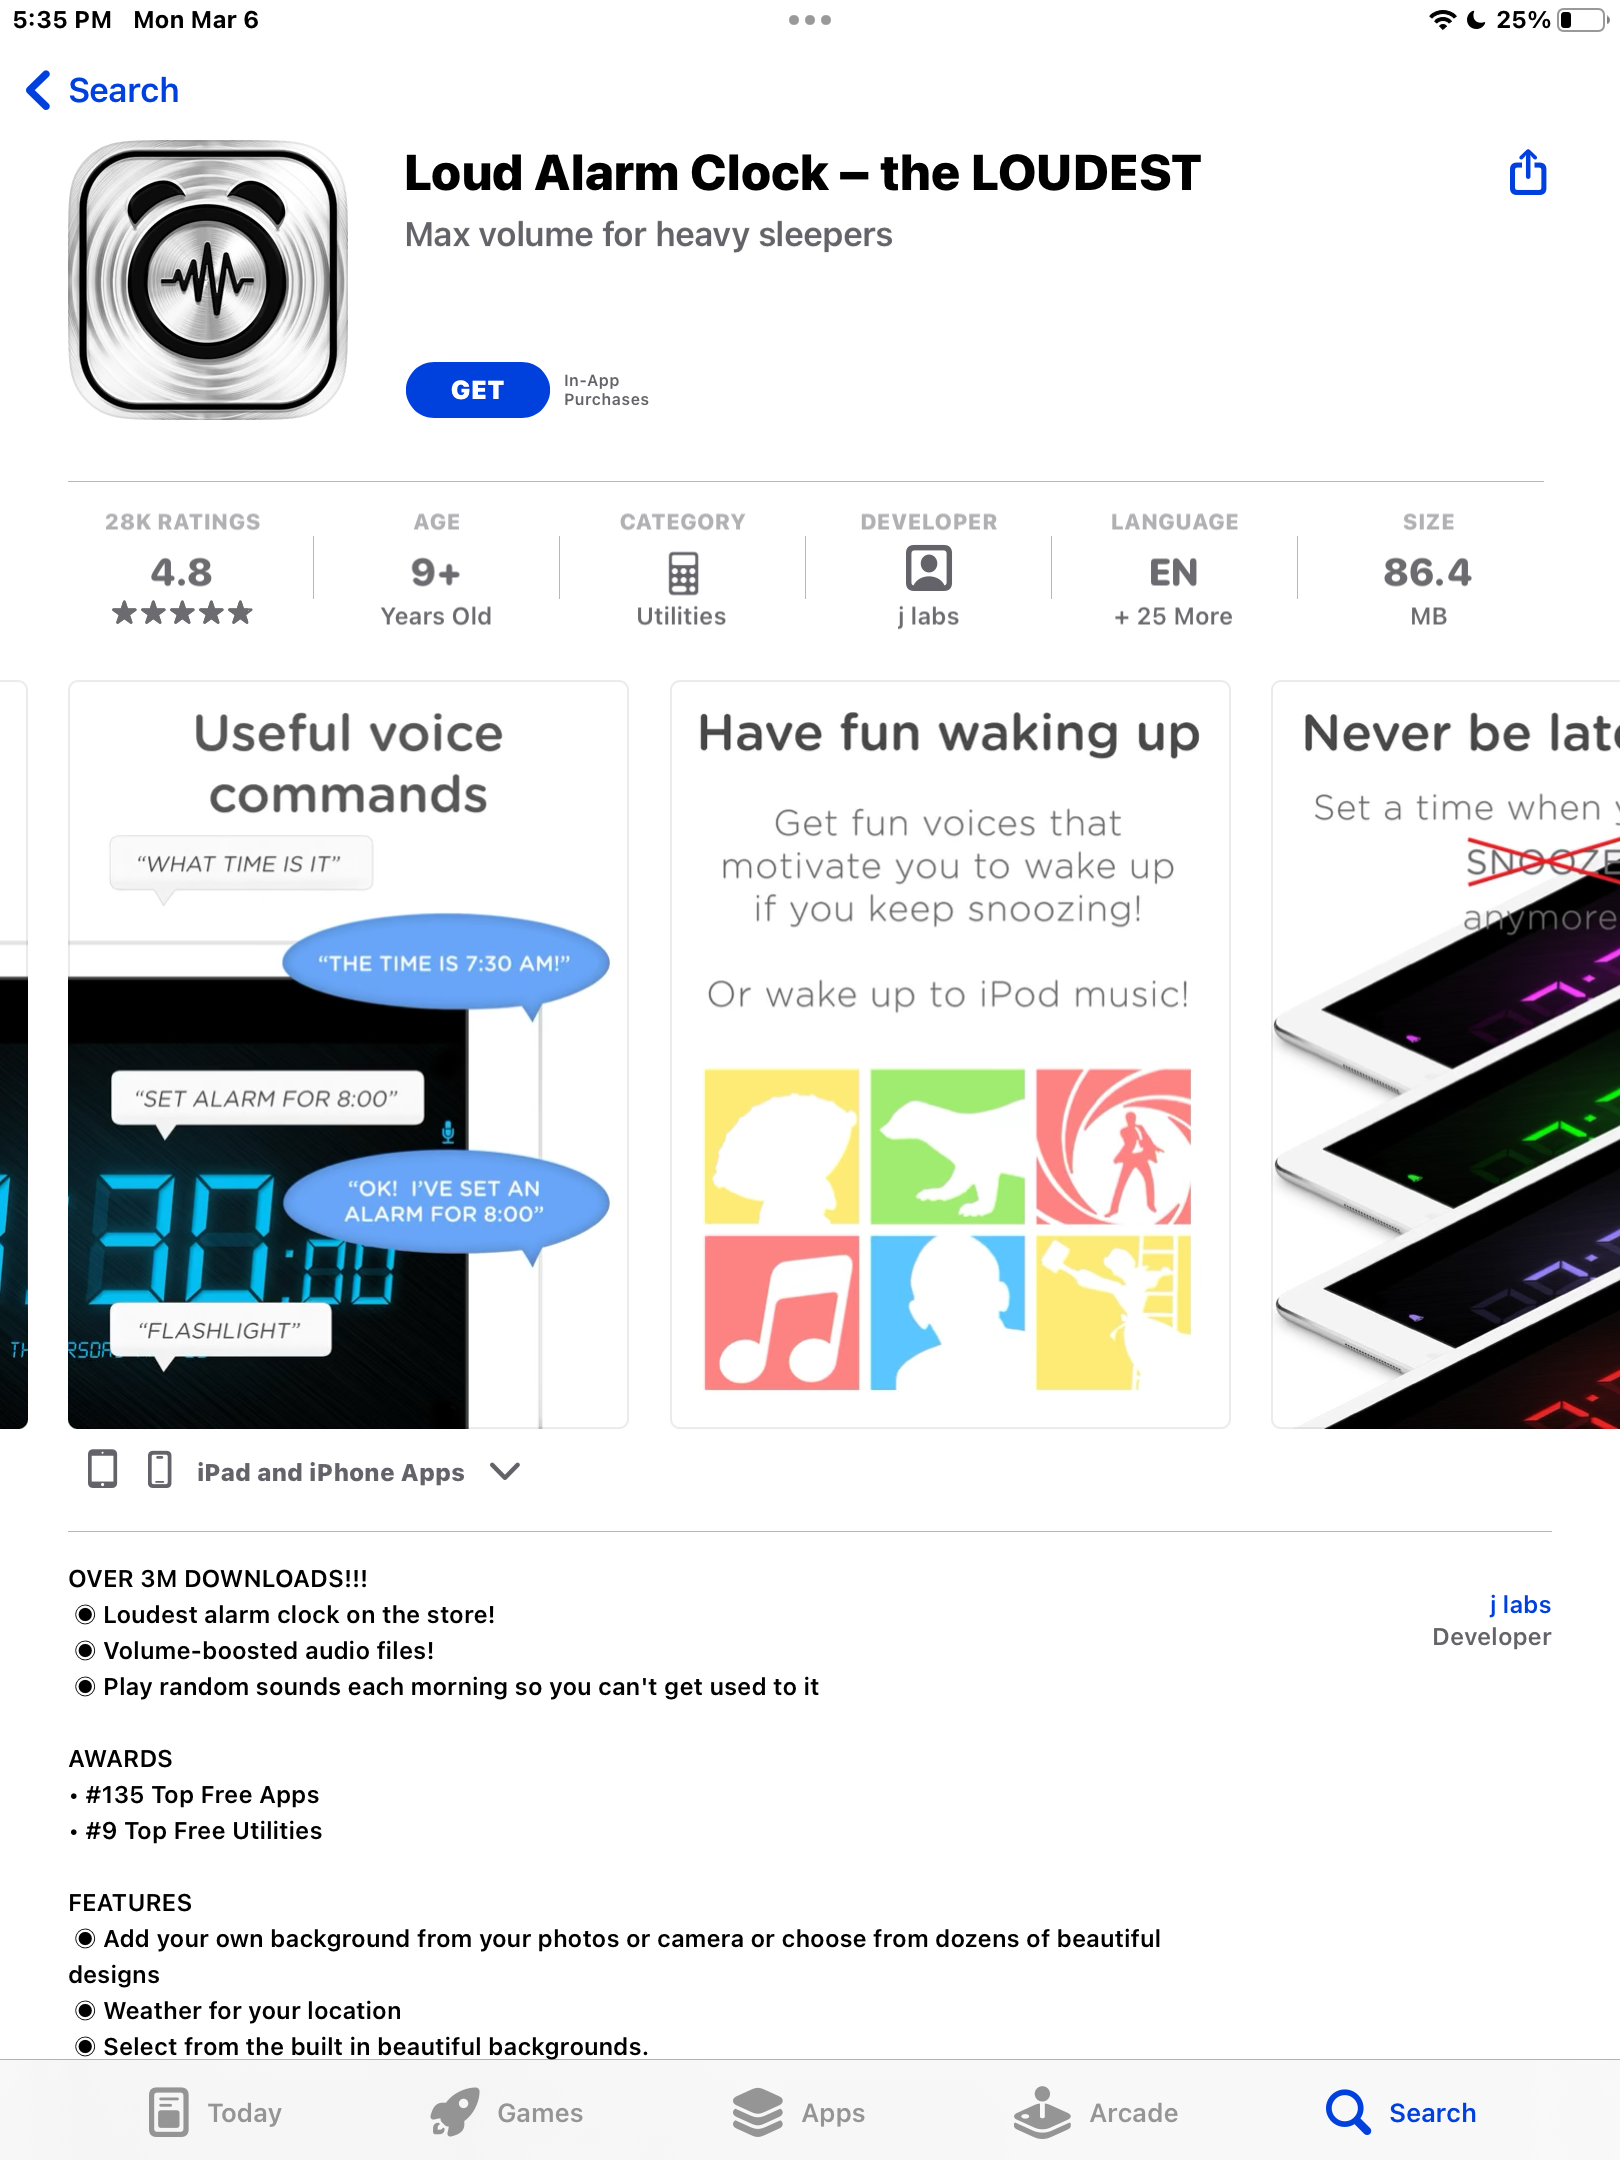 5:35 PM Mon Mar 6
25%
Search
Loud Alarm Clock – the LOUDEST
Max volume for heavy sleepers
GET
In-App
Purchases
28K RATINGS
4.8
AGE
9+
Years Old
CATEGORY
Utilities
DEVELOPER
j labs
LANGUAGE
EN
+ 25 More
SIZE
86.4
MB
Useful voice
commands
“WHAT TIME IS IT”
“THE TIME IS 7:30 AM!”
“SET ALARM FOR 8:00”
“OK! I’VE SET AN
ALARM FOR 8:00”
30:00
“FLASHLIGHT”
Have fun waking up
Get fun voices that
motivate you to wake up
if you keep snoozing!
Or wake up to iPod music!
Never be
Set a time when
anymore
iPad and iPhone Apps
OVER 3M DOWNLOADS!!!
◉ Loudest alarm clock on the store!
◉ Volume-boosted audio files!
◉ Play random sounds each morning so you can't get used to it
j labs
Developer
AWARDS
• #135 Top Free Apps
• #9 Top Free Utilities
FEATURES
◉ Add your own background from your photos or camera or choose from dozens of beautiful
designs
◉ Weather for your location
◉ Select from the built in beautiful backgrounds.
Today
Games
Apps
Arcade
Search